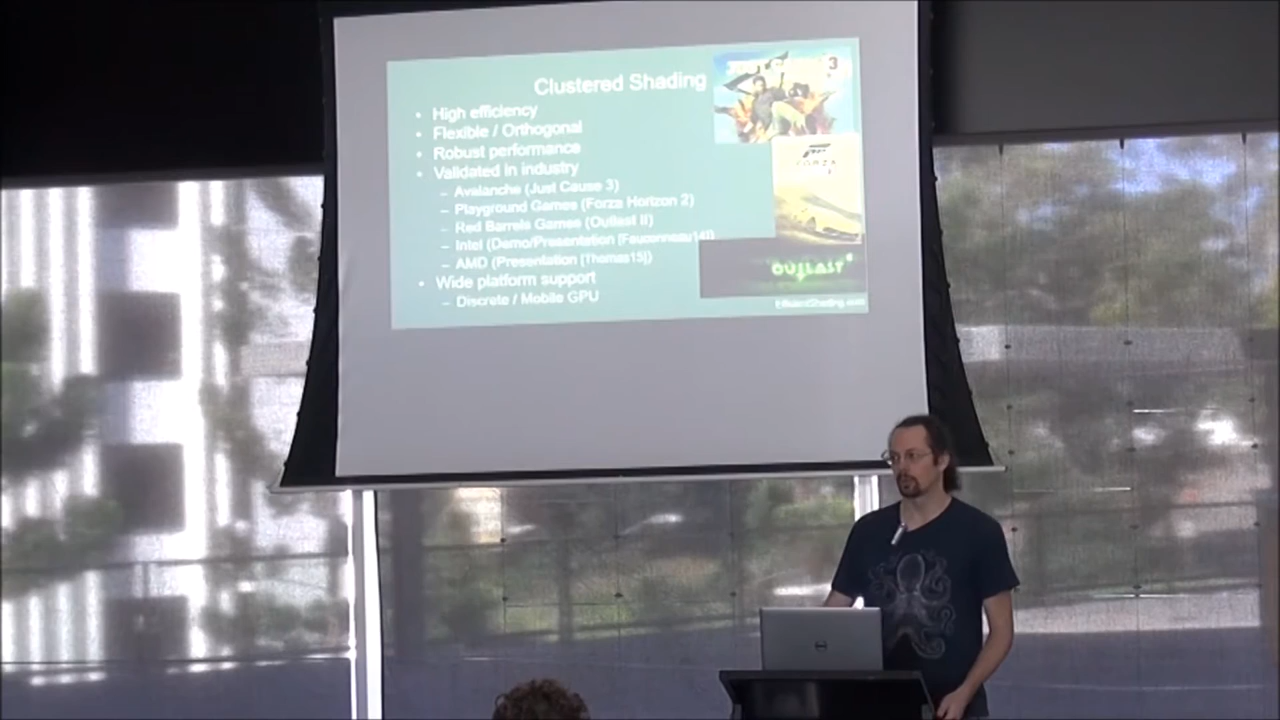 Clustered Shading
• High efficiency
• Flexible / Orthogonal
• Robust performance
• Validated in industry
– Avalanche (Just Cause 3)
– Playground Games (Forza Horizon 2)
– Red Barrels Games (Outlast II)
– Intel (Demo/Presentation [Fauconneau14])
– AMD (Presentation [Thomas15])
• Wide platform support
– Discrete / Mobile GPU
3
FORZA
OUTLAST
DELL